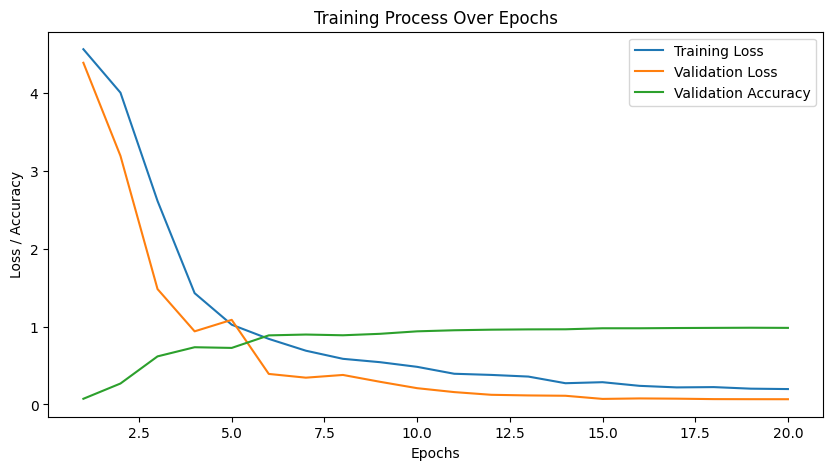 Training Process Over Epochs
Training Loss
Validation Loss
Validation Accuracy
Loss / Accuracy
4
3
2
1
0
2.5
5.0
7.5
10.0
12.5
15.0
17.5
20.0
Epochs